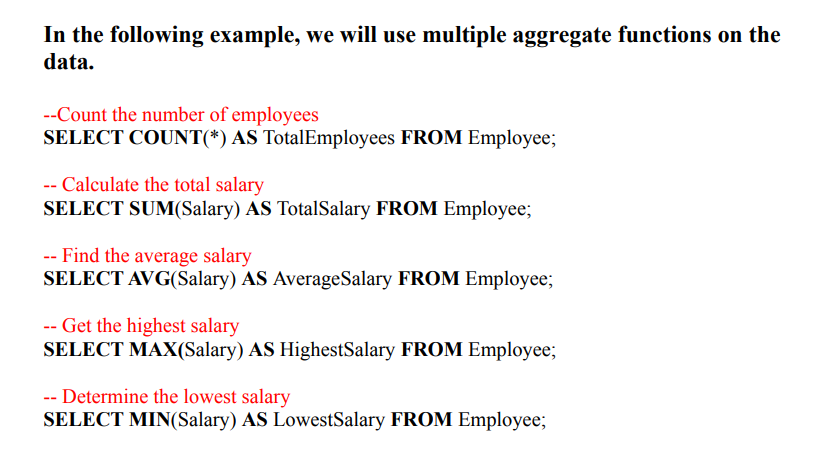 In the following example, we will use multiple aggregate functions on the
data.
--Count the number of employees
SELECT COUNT(*) AS TotalEmployees FROM Employee;
-- Calculate the total salary
SELECT SUM(Salary) AS TotalSalary FROM Employee;
-- Find the average salary
SELECT AVG(Salary) AS AverageSalary FROM Employee;
-- Get the highest salary
SELECT MAX(Salary) AS HighestSalary FROM Employee;
-- Determine the lowest salary
SELECT MIN(Salary) AS LowestSalary FROM Employee;